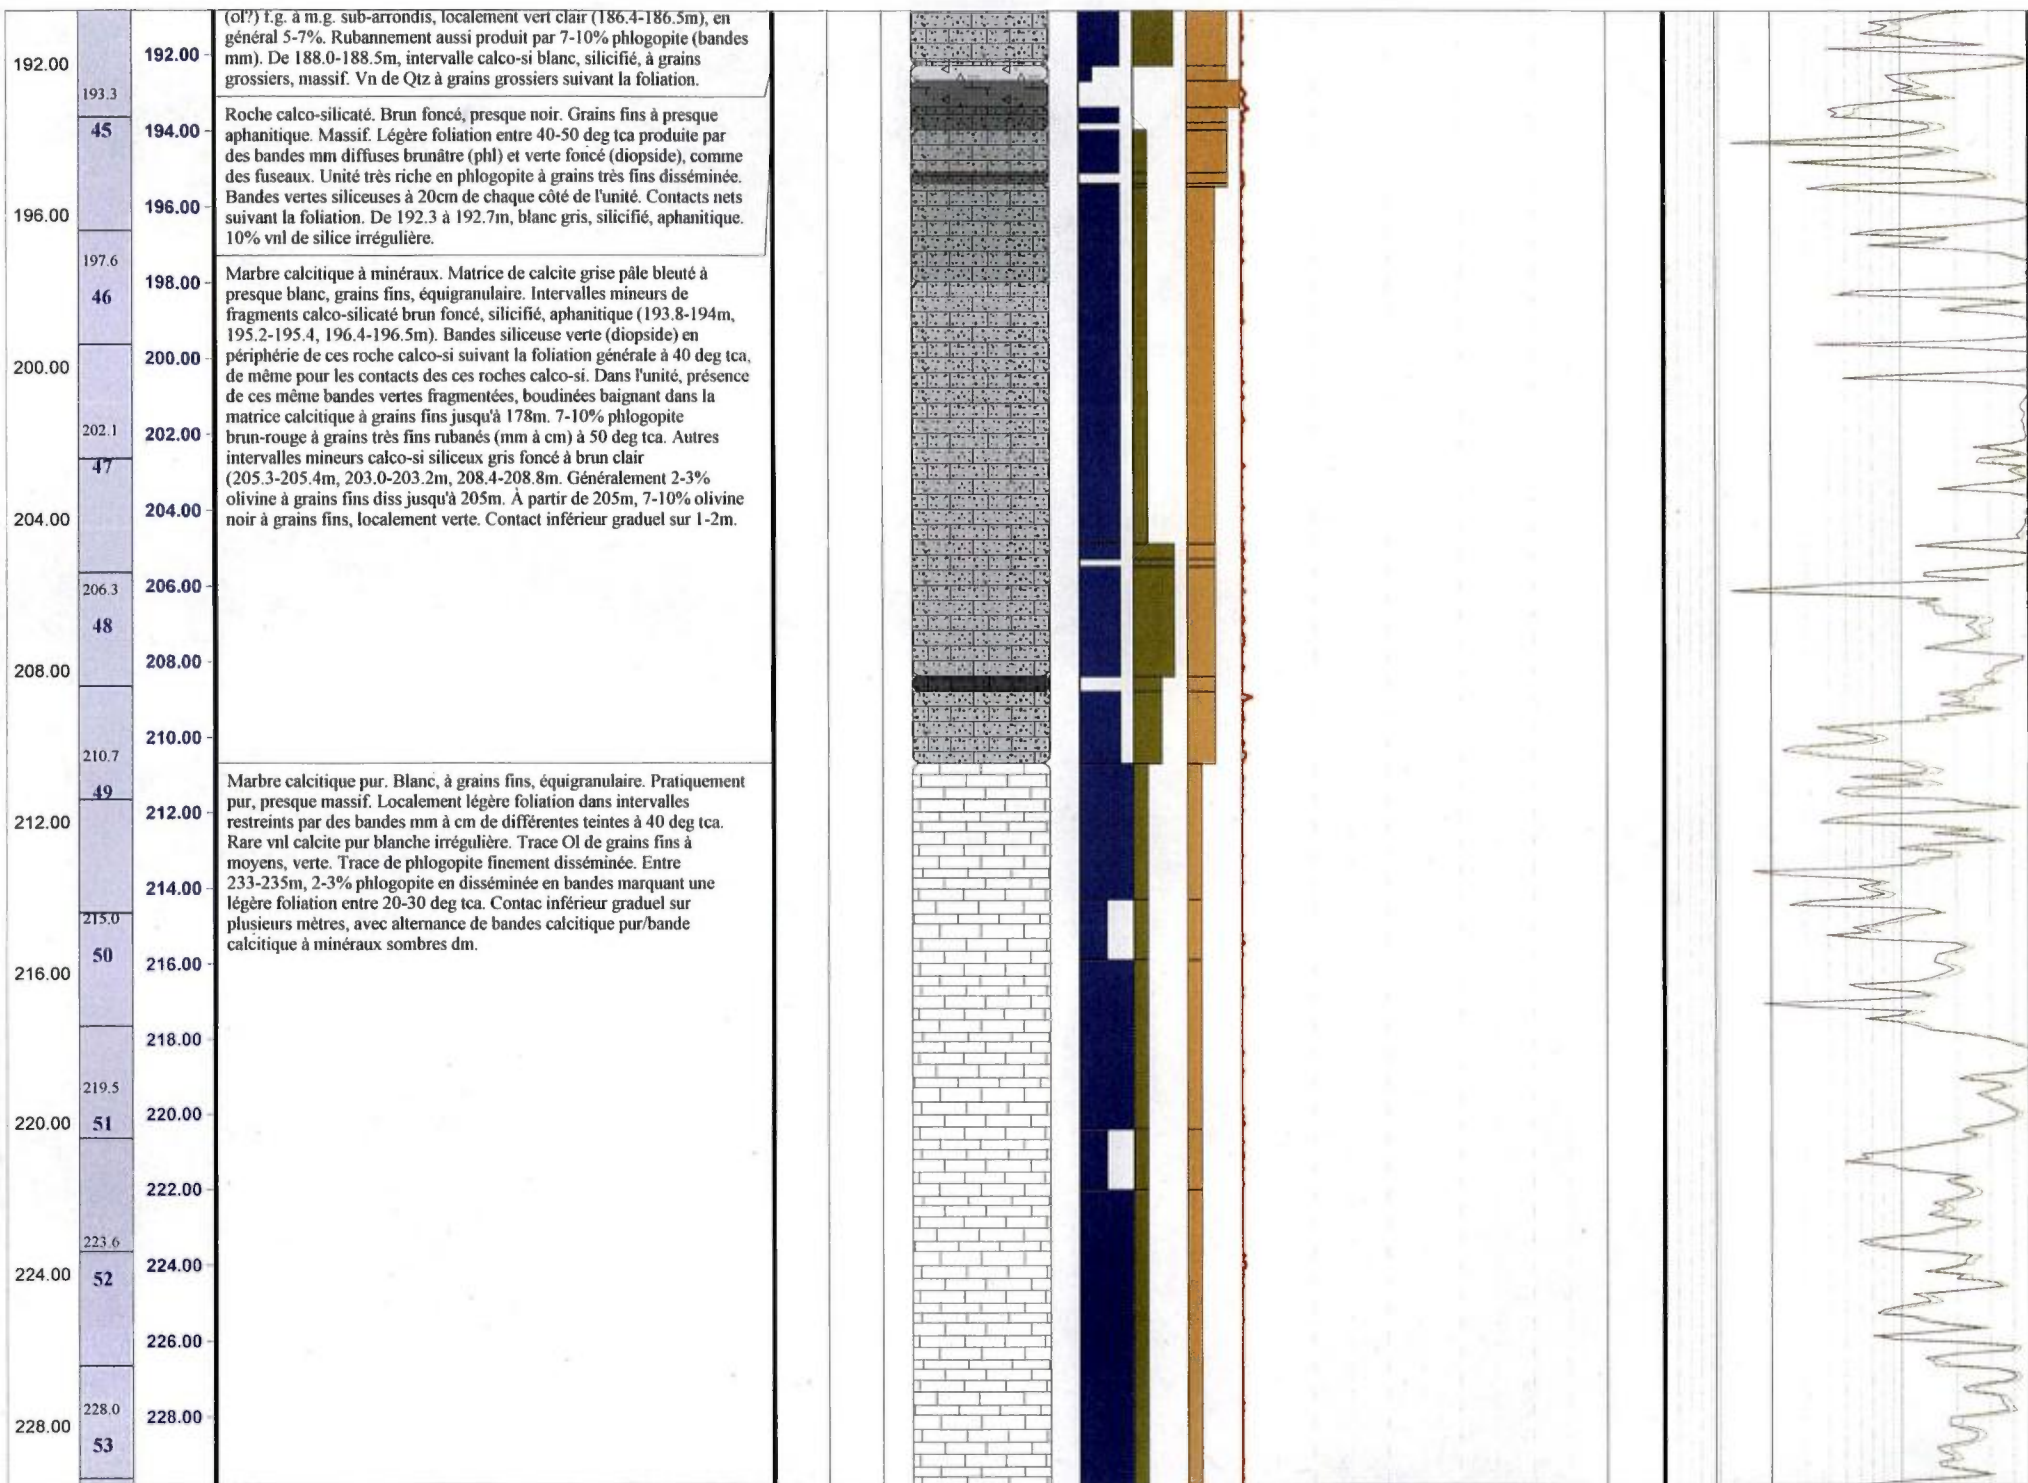 (ol?) f.g. à m.g. sub-arrondis, localement vert clair (186.4-186.5m), en
général 5-7%. Rubannement aussi produit par 7-10% phlogopite (bandes
mm). De 188.0-188.5m, intervalle calco-si blanc, silicifié, à grains
grossiers, massif. Vn de Qtz à grains grossiers suivant la foliation.
Roche calco-silicaté. Brun foncé, presque noir. Grains fins à presque
aphanitique. Massif. Légère foliation entre 40-50 deg tca produite par
des bandes mm diffuses brunâtre (phl) et verte foncé (diopside), comme
des fuseaux. Unité très riche en phlogopite à grains très fins disséminée.
Bandes vertes siliceuses à 20cm de chaque côté de l'unité. Contacts nets
suivant la foliation. De 192.3 à 192.7m, blanc gris, silicifié, aphanitique.
10% vnl de silice irrégulière.
Marbre calcitique à minéraux. Matrice de calcite grise pâle bleuté à
presque blanc, grains fins, équigranulaire. Intervalles mineurs de
fragments calco-silicaté brun foncé, silicifié, aphanitique (193.8-194m,
195.2-195.4, 196.4-196.5m). Bandes siliceuse verte (diopside) en
périphérie de ces roche calco-si suivant la foliation générale à 40 deg tca,
de même pour les contacts des ces roches calco-si. Dans l'unité, présence
de ces même bandes vertes fragmentées, boudinées baignant dans la
matrice calcitique à grains fins jusqu'à 178m. 7-10% phlogopite
brun-rouge à grains très fins rubanés (mm à cm) à 50 deg tca. Autres
intervalles mineurs calco-si siliceux gris foncé à brun clair
(205.3-205.4m, 203.0-203.2m, 208.4-208.8m. Généralement 2-3%
olivine à grains fins diss jusqu'à 205m. À partir de 205m, 7-10% olivine
noir à grains fins, localement verte. Contact inférieur graduel sur 1-2m.
Marbre calcitique pur. Blanc, à grains fins, équigranulaire. Pratiquement
pur, presque massif. Localement légère foliation dans intervalles
restreints par des bandes mm à cm de différentes teintes à 40 deg tca.
Rare vnl calcite pur blanche irrégulière. Trace Ol de grains fins à
moyens, verte. Trace de phlogopite finement disséminée. Entre
233-235m, 2-3% phlogopite en disséminée en bandes marquant une
légère foliation entre 20-30 deg tca. Contac inférieur graduel sur
plusieurs mètres, avec alternance de bandes calcitique pur/bande
calcitique à minéraux sombres dm.
192.00
196.00
200.00
204.00
208.00
212.00
216.00
220.00
224.00
228.00
193.3
45
197.6
46
202.1
47
206.3
48
210.7
49
215.0
50
219.5
51
223.6
52
228.0
53
192.00
194.00
196.00
198.00
200.00
202.00
204.00
206.00
208.00
210.00
212.00
214.00
216.00
218.00
220.00
222.00
224.00
226.00
228.00